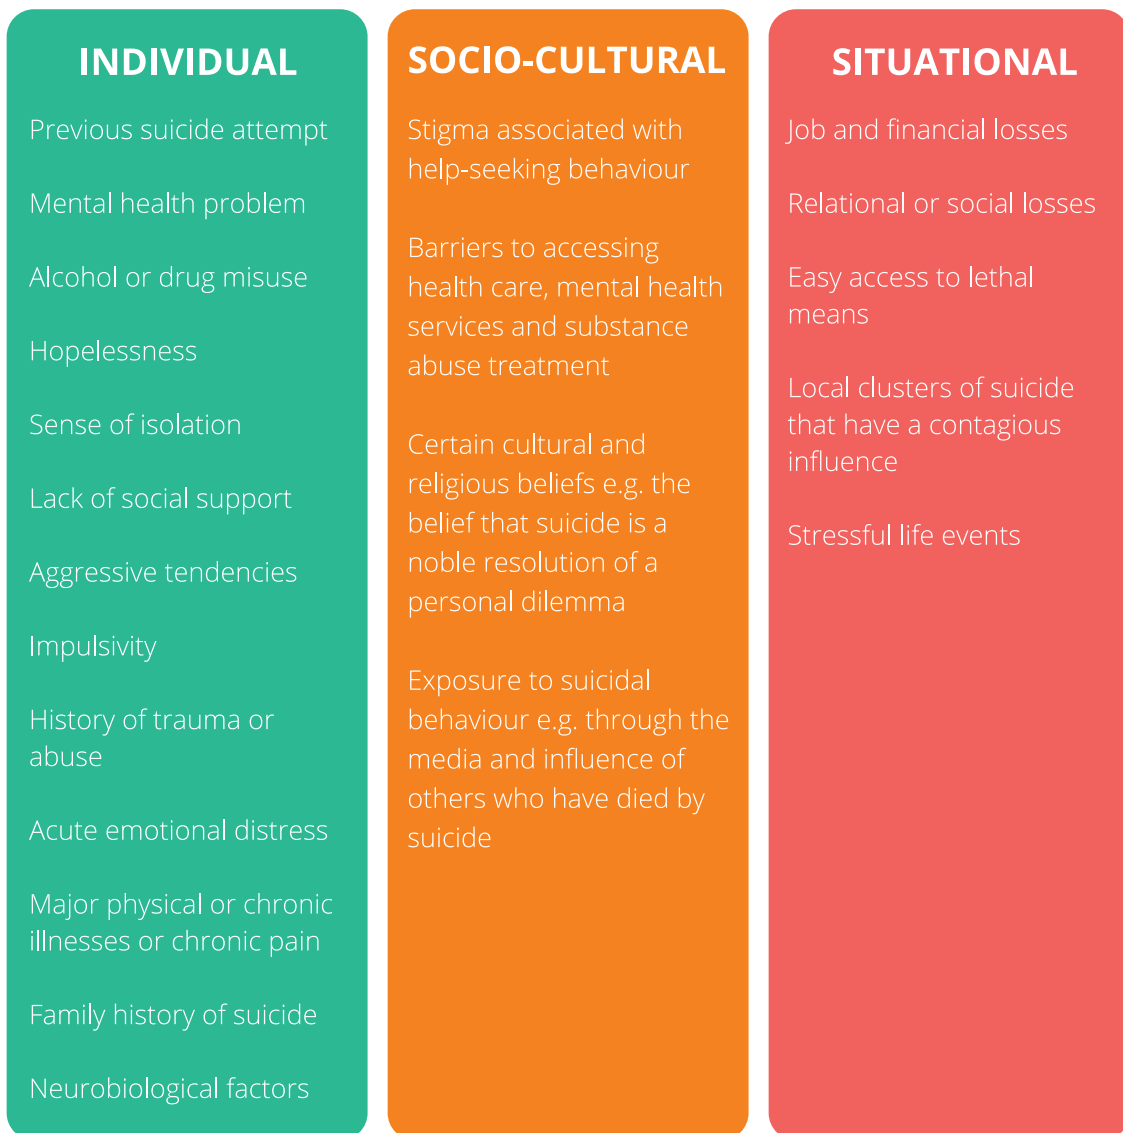 INDIVIDUAL
Previous suicide attempt
Mental health problem
Alcohol or drug misuse
Hopelessness
Sense of isolation
Lack of social support
Aggressive tendencies
Impulsivity
History of trauma or
abuse
Acute emotional distress
Major physical or chronic
illnesses or chronic pain
Family history of suicide
Neurobiological factors
SOCIO-CULTURAL
Stigma associated with
help-seeking behaviour
Barriers to accessing
health care, mental health
services and substance
abuse treatment
Certain cultural and
religious beliefs e.g. the
belief that suicide is a
noble resolution of a
personal dilemma
Exposure to suicidal
behaviour e.g. through the
media and influence of
others who have died by
suicide
SITUATIONAL
Job and financial losses
Relational or social losses
Easy access to lethal
means
Local clusters of suicide
that have a contagious
influence
Stressful life events